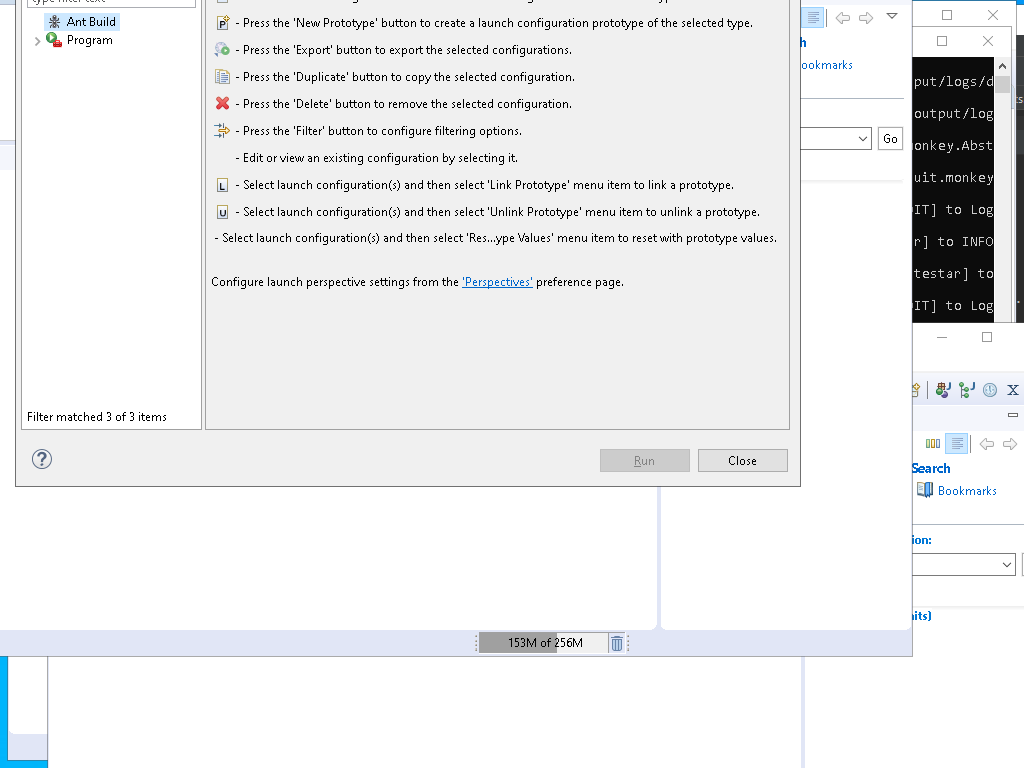 Ant Build
Program
P - Press the 'New Prototype' button to create a launch configuration prototype of the selected type.
- Press the 'Export' button to export the selected configurations.
- Press the 'Duplicate' button to copy the selected configuration.
- Press the 'Delete' button to remove the selected configuration.
- Press the 'Filter' button to configure filtering options.
- Edit or view an existing configuration by selecting it.
L - Select launch configuration(s) and then select 'Link Prototype' menu item to link a prototype.
U - Select launch configuration(s) and then select 'Unlink Prototype' menu item to unlink a prototype.
- Select launch configuration(s) and then select 'Res...ype Values' menu item to reset with prototype values.
Configure launch perspective settings from the 'Perspectives' preference page.
Filter matched 3 of 3 items
?
Run
Close
153M of 256M
h
ookmarks
Go
put/logs/d
output/log
onkey.Abst
uit.monkey
IT] to Log
r] to INFO
testar] to
IT] to Log
ts
X
Search
Bookmarks
ion:
nits)